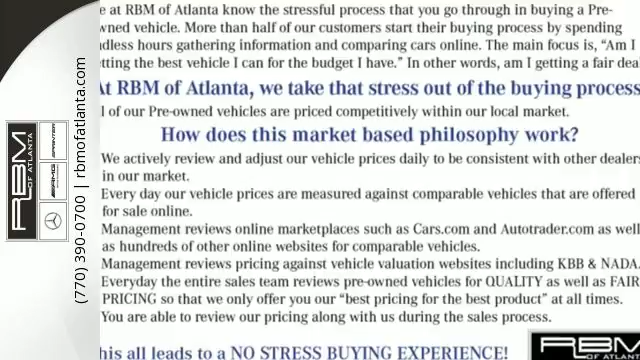 e at RBM of Atlanta know the stressful process that you go through in buying a Pre-
wned vehicle. More than half of our customers start their buying process by spending
dless hours gathering information and comparing cars online. The main focus is, “Am I
tting the best vehicle I can for the budget I have.” In other words, am I getting a fair dea
At RBM of Atlanta, we take that stress out of the buying process
l of our Pre-owned vehicles are priced competitively within our local market.
How does this market based philosophy work?
We actively review and adjust our vehicle prices daily to be consistent with other dealers
in our market.
Every day our vehicle prices are measured against comparable vehicles that are offered
for sale online.
Management reviews online marketplaces such as Cars.com and Autotrader.com as well
as hundreds of other online websites for comparable vehicles.
Management reviews pricing against vehicle valuation websites including KBB & NADA.
Everyday the entire sales team reviews pre-owned vehicles for QUALITY as well as FAIR
PRICING so that we only offer you our “best pricing for the best product” at all times.
You are able to review our pricing along with us during the sales process.
his all leads to a NO STRESS BUYING EXPERIENCE!
RBM
OF ATLANTA
RBM
OF ATLANTA
AMG
SPRINTER
(770) 390-0700 | rbmofatlanta.com